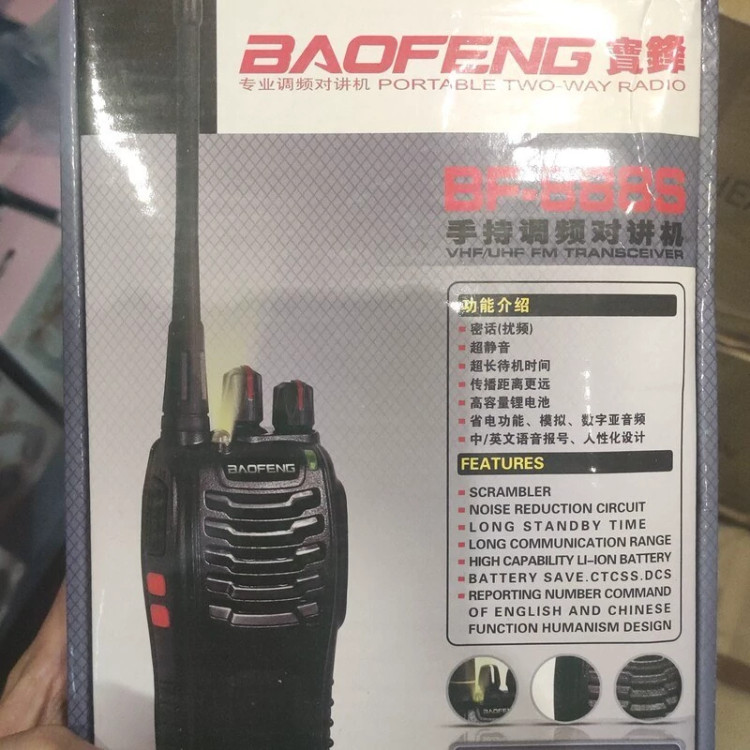 BAOFENG 寶鋒
专业调频对讲机 PORTABLE TWO-WAY RADIO
BF-888S
手持调频对讲机
VHF/UHF FM TRANSCEIVER
功能介绍
密话(扰频)
超静音
超长待机时间
传播距离更远
高容量锂电池
省电功能、模拟、数字亚音频
中/英文语音报号、人性化设计
FEATURES
SCRAMBLER
NOISE REDUCTION CIRCUIT
LONG STANDBY TIME
LONG COMMUNICATION RANGE
HIGH CAPABILITY LI-ION BATTERY
BATTERY SAVE.CTCSS.DCS
REPORTING NUMBER COMMAND
OF ENGLISH AND CHINESE
FUNCTION HUMANISM DESIGN
BAOFENG
BAOFENG